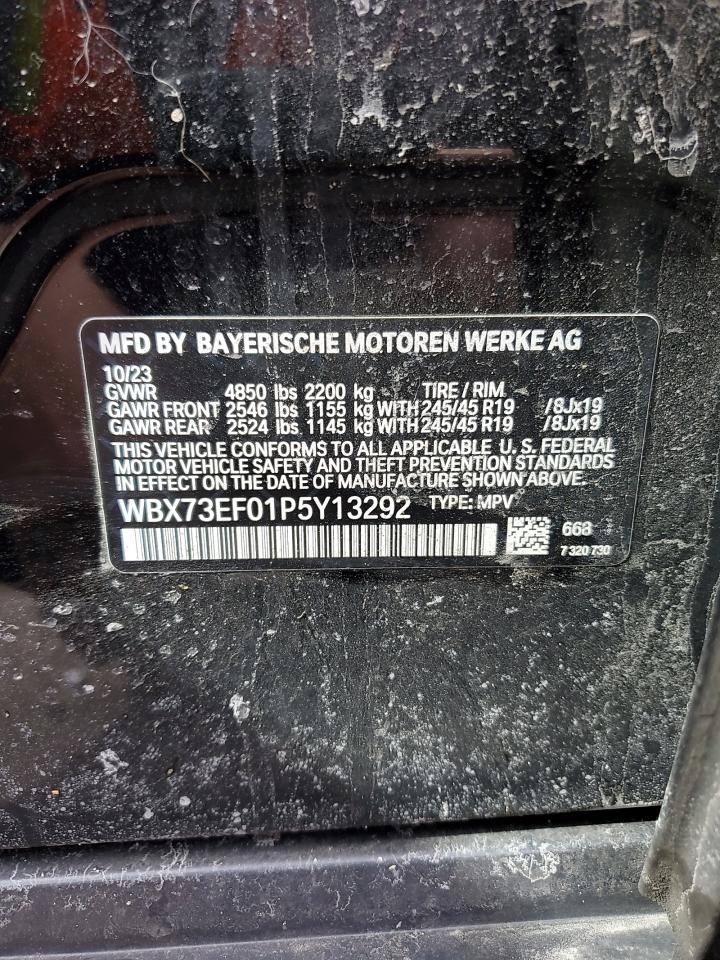 MFD BY BAYERISCHE MOTOREN WERKE AG
10/23
GVWR 4850 lbs 2200 kg TIRE / RIM
GAWR FRONT 2546 lbs 1155 kg WITH 245/45 R19 /8Jx19
GAWR REAR 2524 lbs 1145 kg WITH 245/45 R19 /8Jx19
THIS VEHICLE CONFORMS TO ALL APPLICABLE U. S. FEDERAL
MOTOR VEHICLE SAFETY AND THEFT PREVENTION STANDARDS
IN EFFECT ON THE DATE OF MANUFACTURE SHOWN ABOVE.
WBX73EF01P5Y13292 TYPE: MPV
668
7 320 730